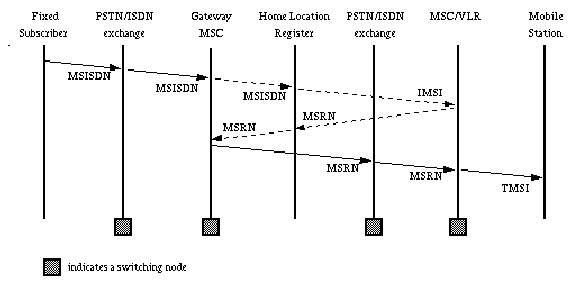 Fixed
Subscriber
PSTN/ISDN
exchange
Gateway
MSC
Home Location
Register
PSTN/ISDN
exchange
MSC/VLR
Mobile
Station
MSISDN
MSISDN
MSISDN
IMSI
MSRN
MSRN
MSRN
MSRN
TMSI
indicates a switching node